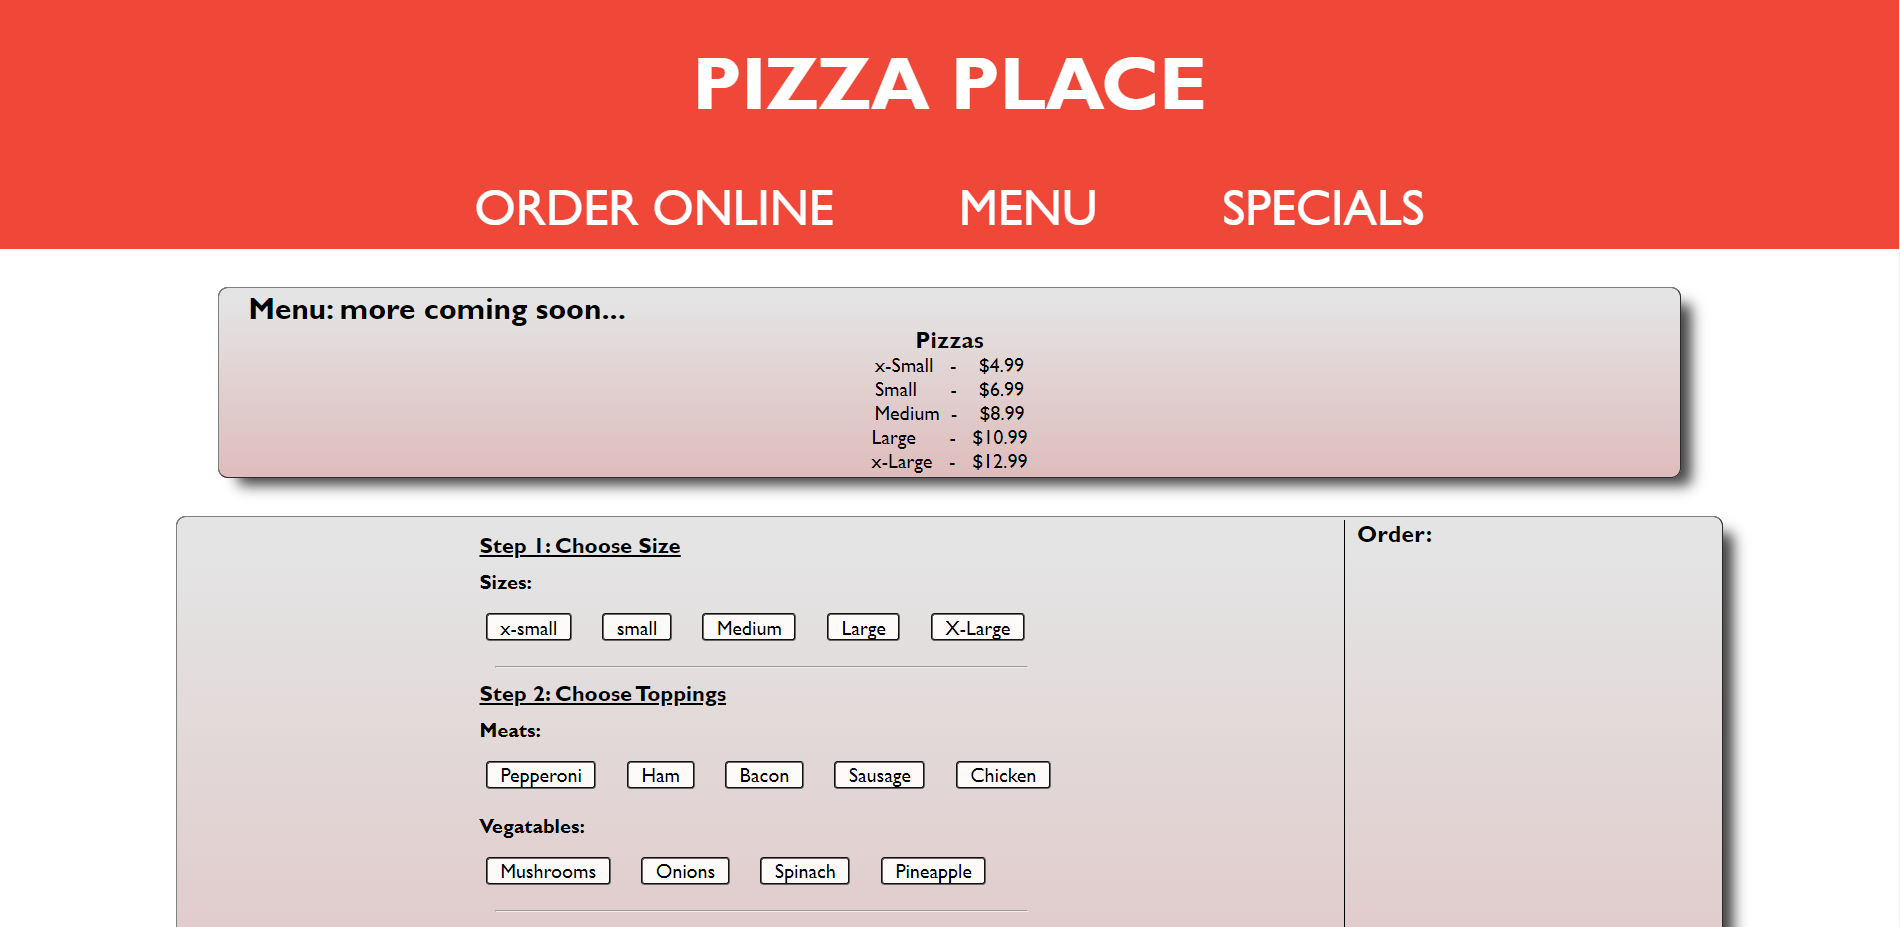 PIZZA PLACE
ORDER ONLINE MENU SPECIALS
Menu: more coming soon...
Pizzas
x-Small - $4.99
Small - $6.99
Medium - $8.99
Large - $10.99
x-Large - $12.99
Step 1: Choose Size
Sizes:
x-small small Medium Large X-Large
Step 2: Choose Toppings
Meats:
Pepperoni Ham Bacon Sausage Chicken
Vegatables:
Mushrooms Onions Spinach Pineapple
Order: